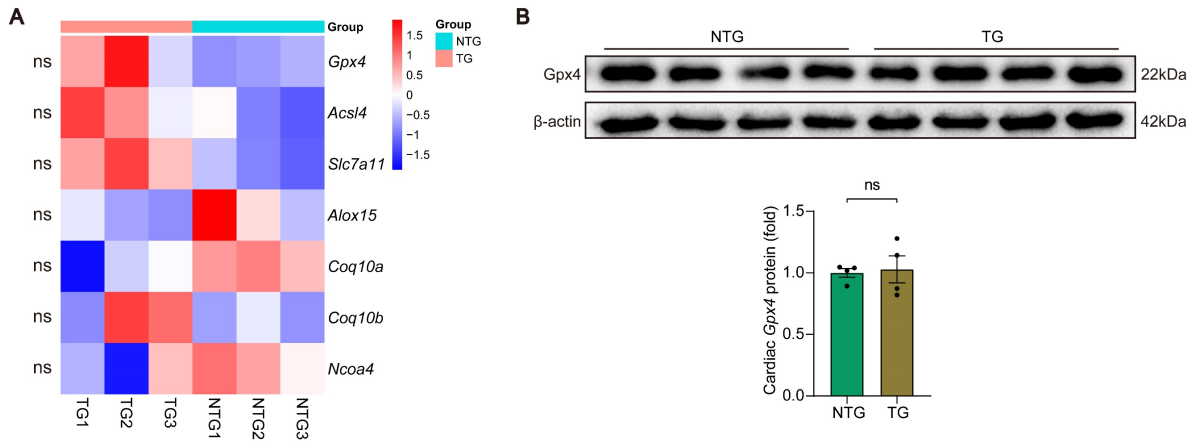 A
Group
ns Gpx4
ns Acsl4
ns Slc7a11
ns Alox15
ns Coq10a
ns Coq10b
ns Ncoa4
TG1 TG2 TG3 NTG1 NTG2 NTG3
1.5
1
0.5
0
−0.5
−1
−1.5
Group
NTG
TG
B
NTG TG
Gpx4 22kDa
β-actin 42kDa
ns
Cardiac Gpx4 protein (fold)
1.5
1.0
0.5
0.0
NTG TG